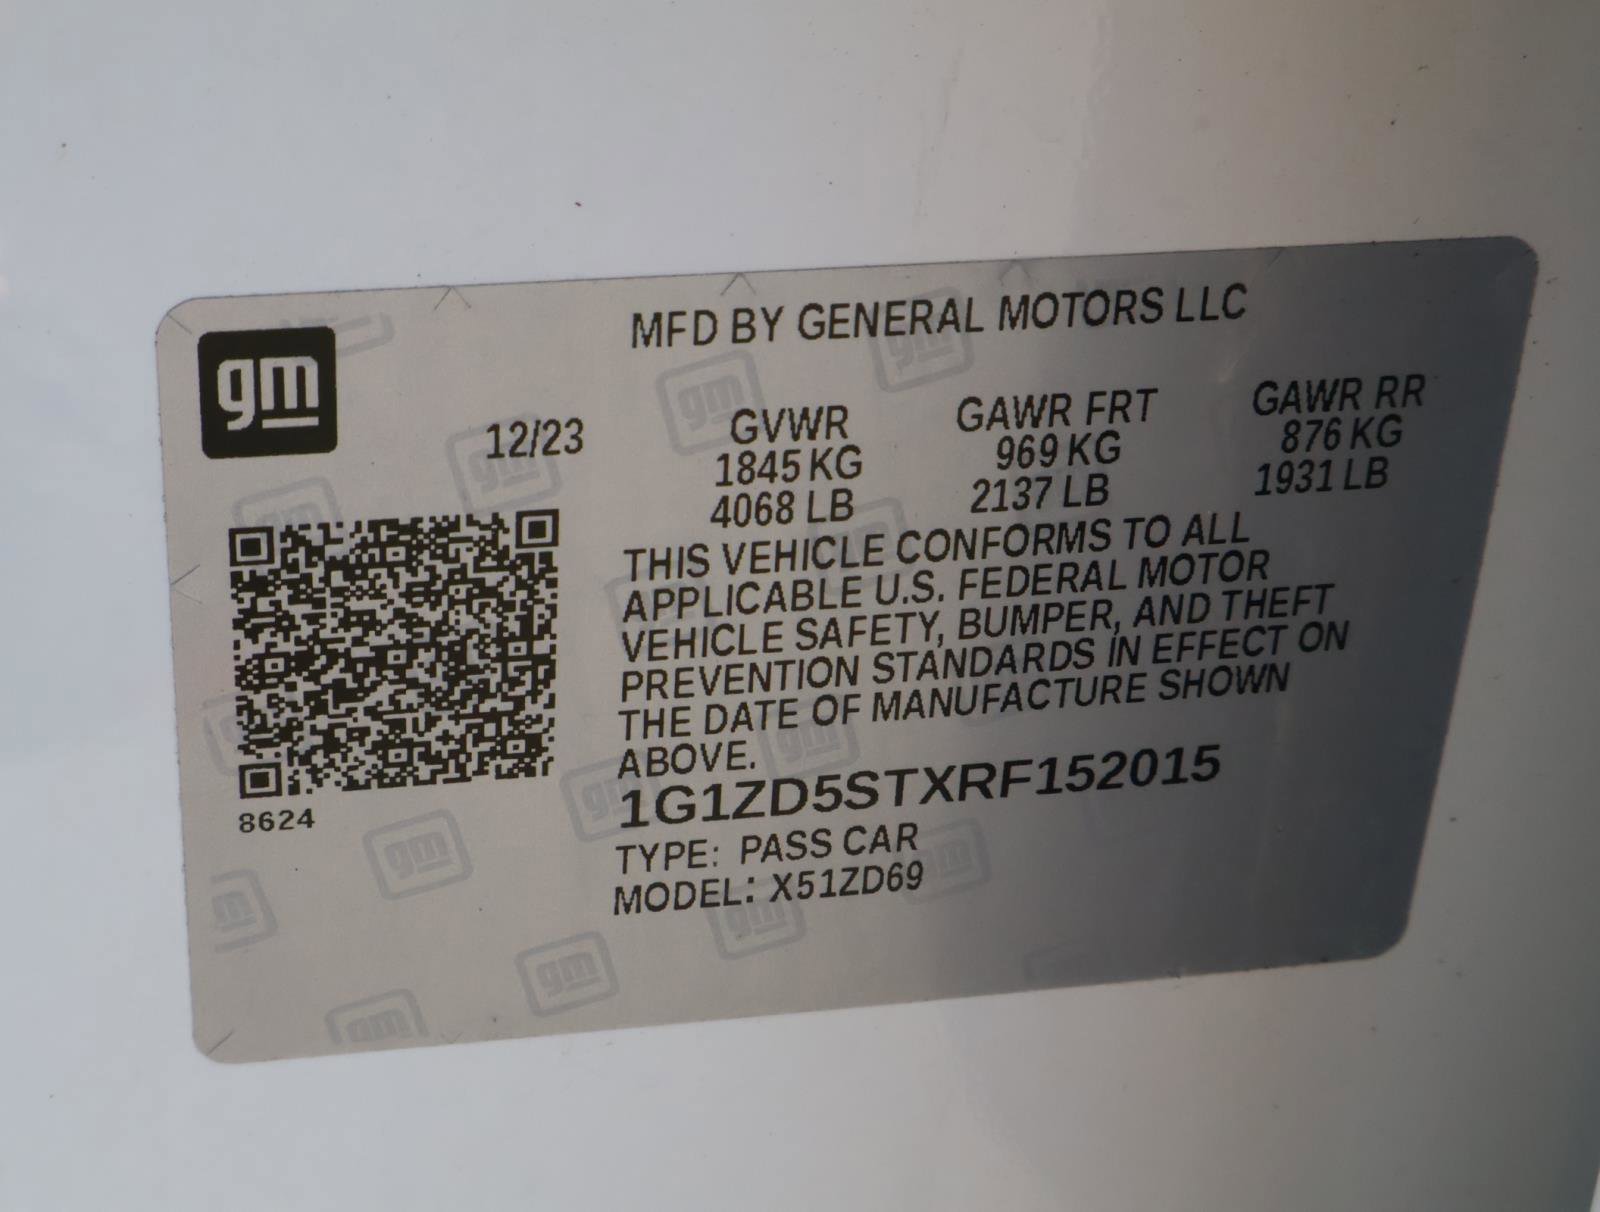 gm
MFD BY GENERAL MOTORS LLC
12/23
GVWR GAWR FRT GAWR RR
1845 KG 969 KG 876 KG
4068 LB 2137 LB 1931 LB
THIS VEHICLE CONFORMS TO ALL
APPLICABLE U.S. FEDERAL MOTOR
VEHICLE SAFETY, BUMPER, AND THEFT
PREVENTION STANDARDS IN EFFECT ON
THE DATE OF MANUFACTURE SHOWN
ABOVE.
1G1ZD5STXRF152015
8624
TYPE: PASS CAR
MODEL: X51ZD69